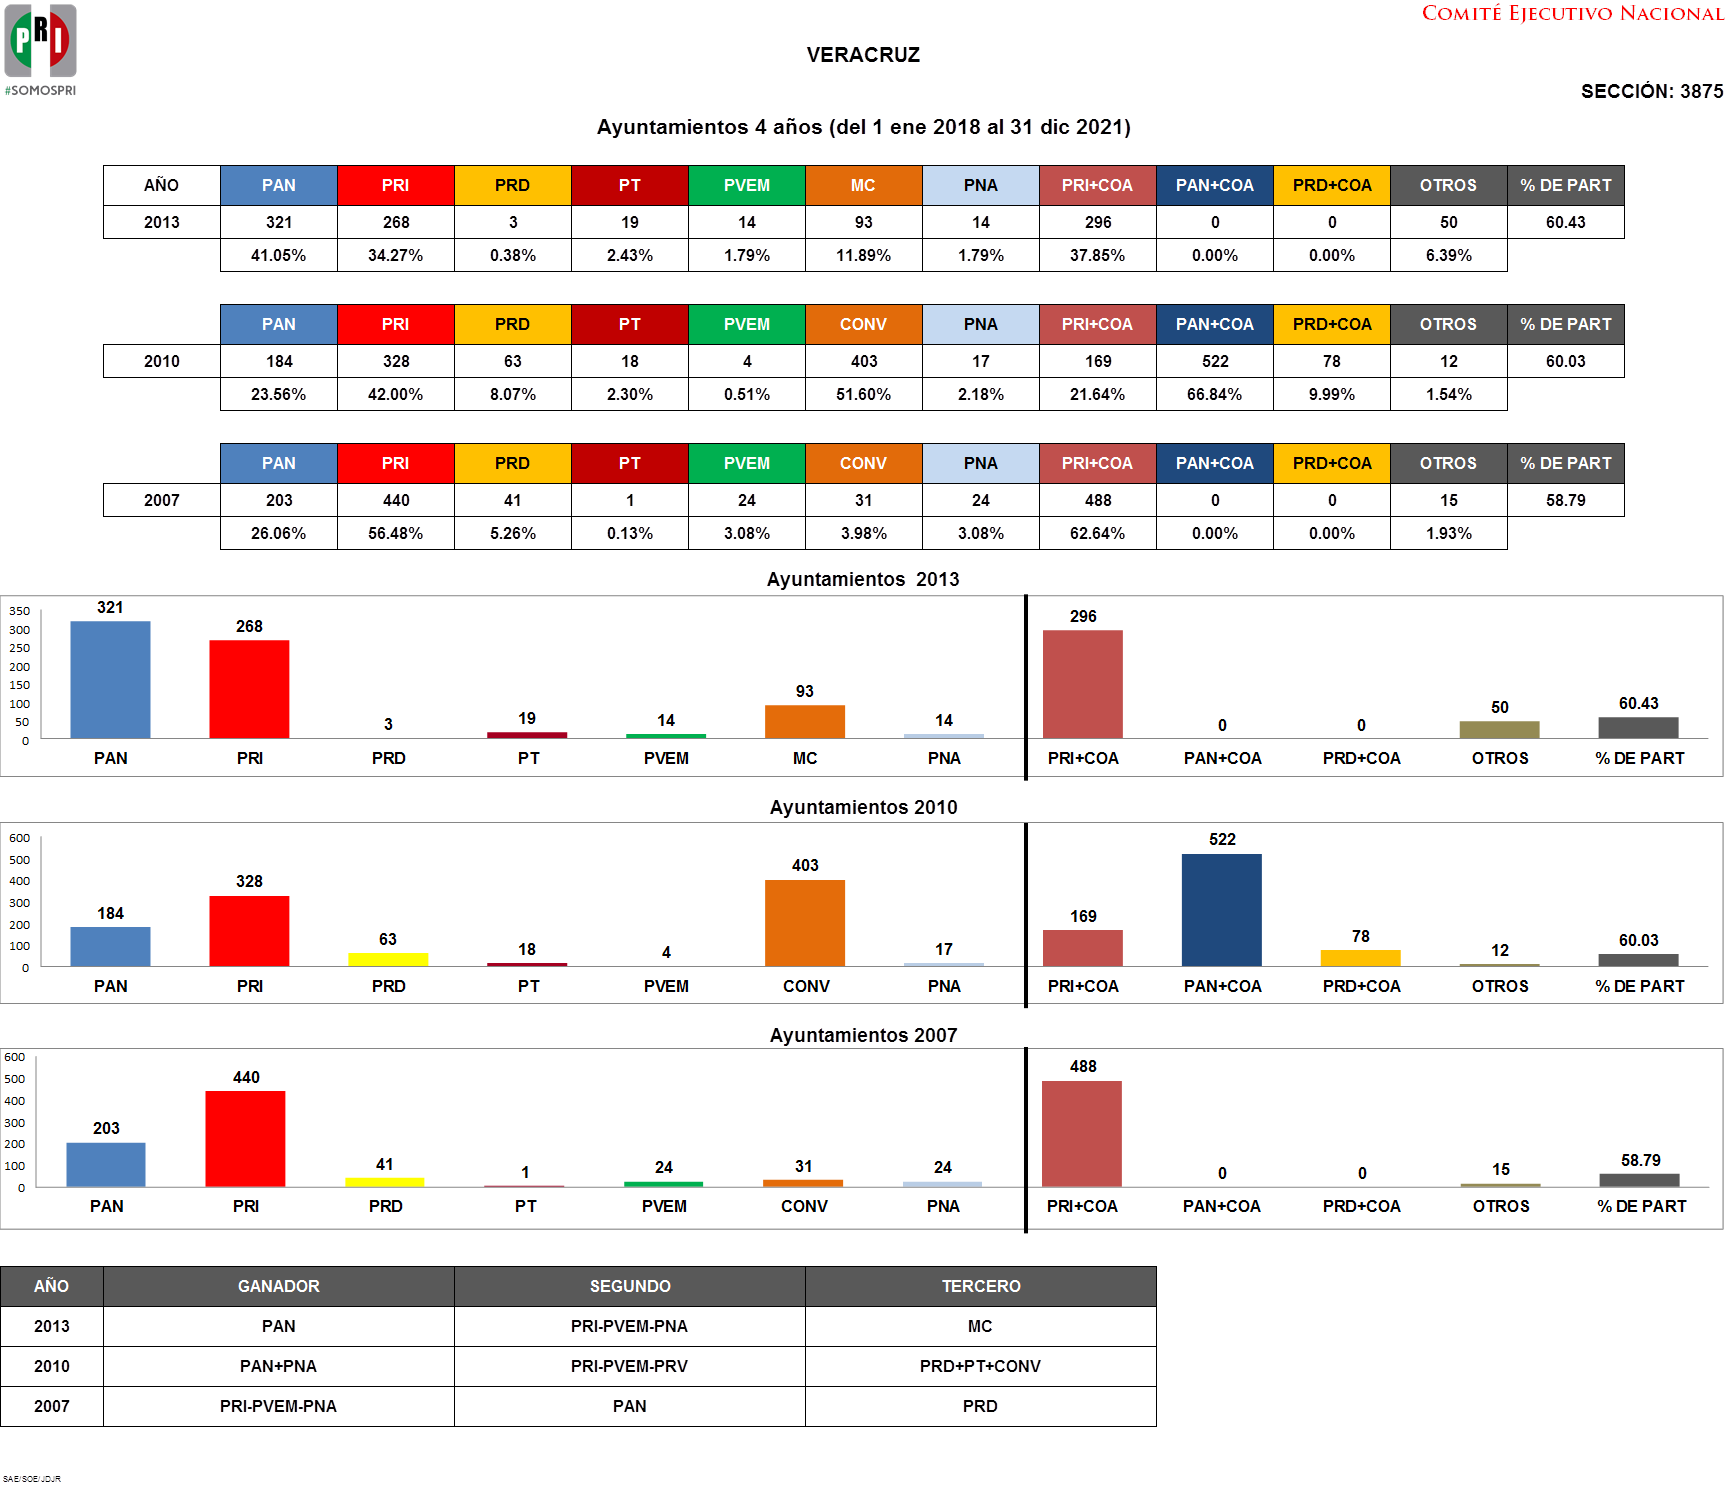 PRI
#SOMOSPRI
COMITÉ EJECUTIVO NACIONAL
VERACRUZ
SECCIÓN: 3875
Ayuntamientos 4 años (del 1 ene 2018 al 31 dic 2021)
AÑO PAN PRI PRD PT PVEM MC PNA PRI+COA PAN+COA PRD+COA OTROS % DE PART
2013 321 268 3 19 14 93 14 296 0 0 50 60.43
41.05% 34.27% 0.38% 2.43% 1.79% 11.89% 1.79% 37.85% 0.00% 0.00% 6.39%
PAN PRI PRD PT PVEM CONV PNA PRI+COA PAN+COA PRD+COA OTROS % DE PART
2010 184 328 63 18 4 403 17 169 522 78 12 60.03
23.56% 42.00% 8.07% 2.30% 0.51% 51.60% 2.18% 21.64% 66.84% 9.99% 1.54%
PAN PRI PRD PT PVEM CONV PNA PRI+COA PAN+COA PRD+COA OTROS % DE PART
2007 203 440 41 1 24 31 24 488 0 0 15 58.79
26.06% 56.48% 5.26% 0.13% 3.08% 3.98% 3.08% 62.64% 0.00% 0.00% 1.93%
Ayuntamientos 2013
350
300
250
200
150
100
50
0
321 268 3 19 14 93 14 296 0 0 50 60.43
PAN PRI PRD PT PVEM MC PNA PRI+COA PAN+COA PRD+COA OTROS % DE PART
Ayuntamientos 2010
600
500
400
300
200
100
0
184 328 63 18 4 403 17 169 522 78 12 60.03
PAN PRI PRD PT PVEM CONV PNA PRI+COA PAN+COA PRD+COA OTROS % DE PART
Ayuntamientos 2007
600
500
400
300
200
100
0
203 440 41 1 24 31 24 488 0 0 15 58.79
PAN PRI PRD PT PVEM CONV PNA PRI+COA PAN+COA PRD+COA OTROS % DE PART
AÑO GANADOR SEGUNDO TERCERO
2013 PAN PRI-PVEM-PNA MC
2010 PAN+PNA PRI-PVEM-PRV PRD+PT+CONV
2007 PRI-PVEM-PNA PAN PRD
SAE/SOE/JDJR